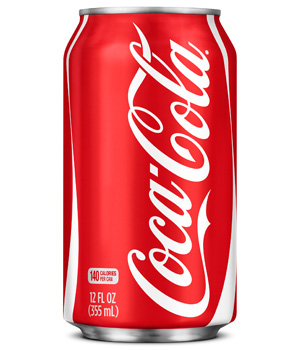 Coca-Cola
140 CALORIES
PER CAN
12 FL OZ
(355 mL)